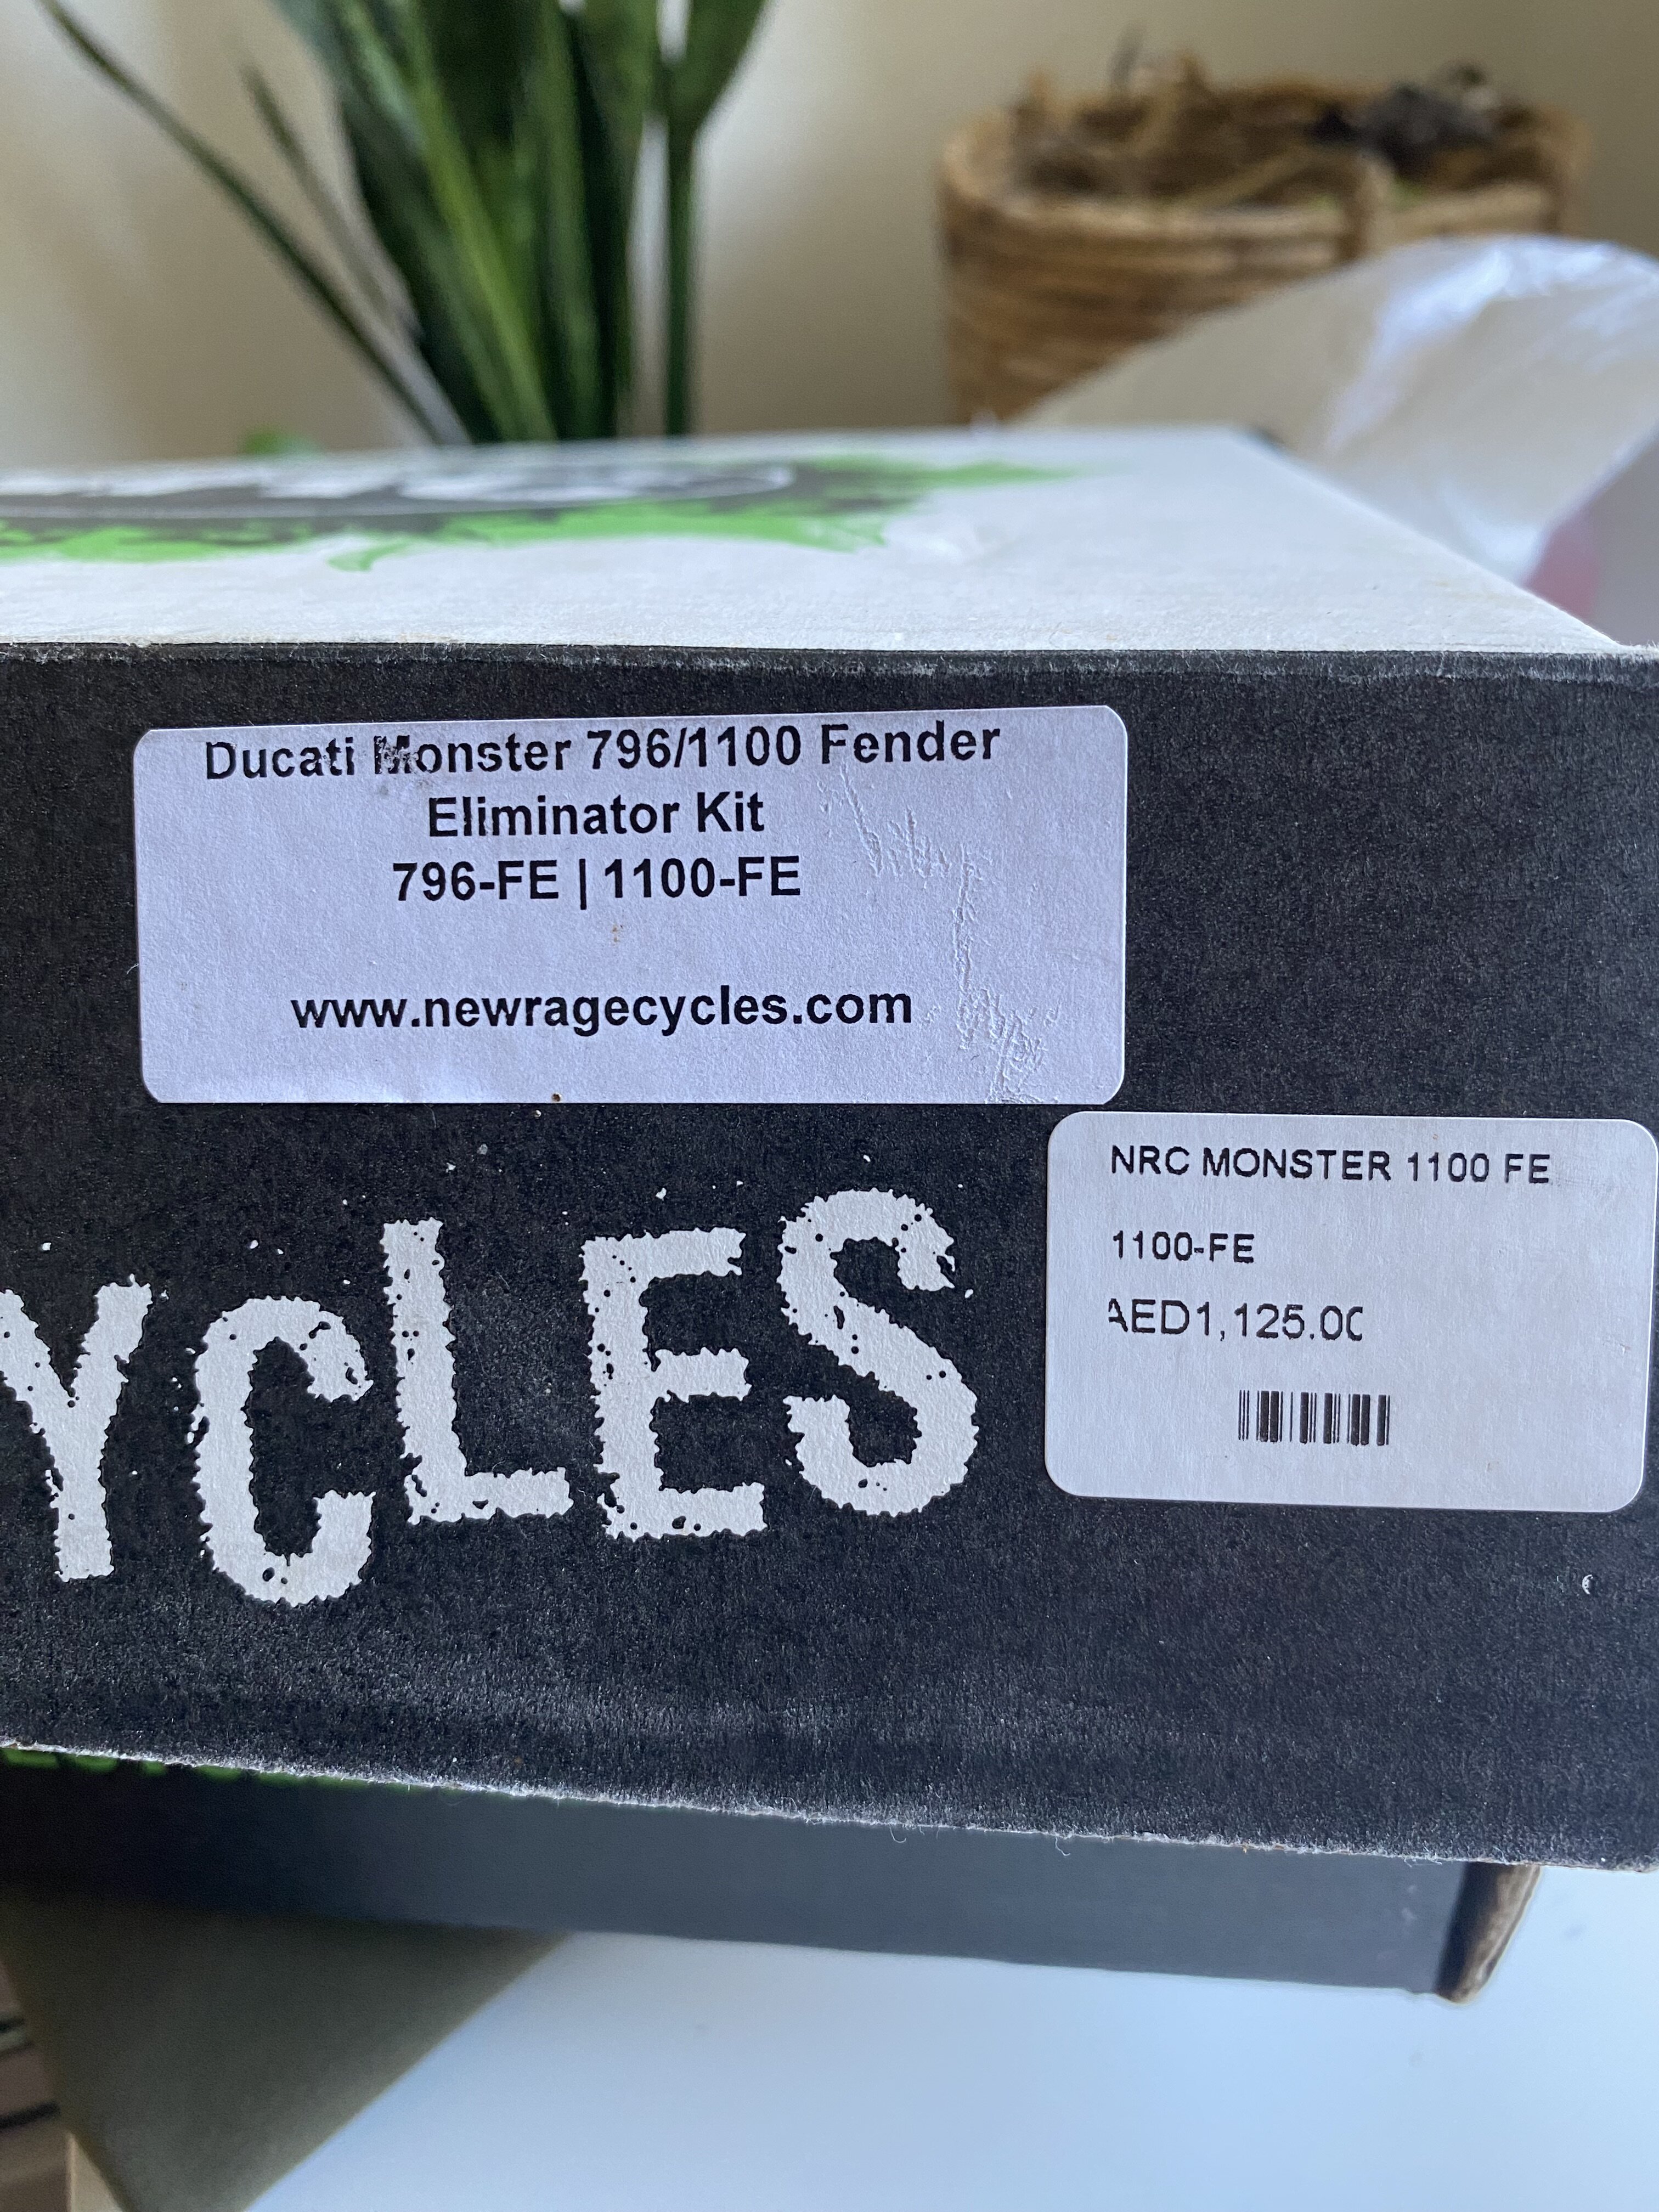 Ducati Monster 796/1100 Fender
Eliminator Kit
796-FE | 1100-FE
www.newragecycles.com
NRC MONSTER 1100 FE
1100-FE
AED1,125.00
YCLES